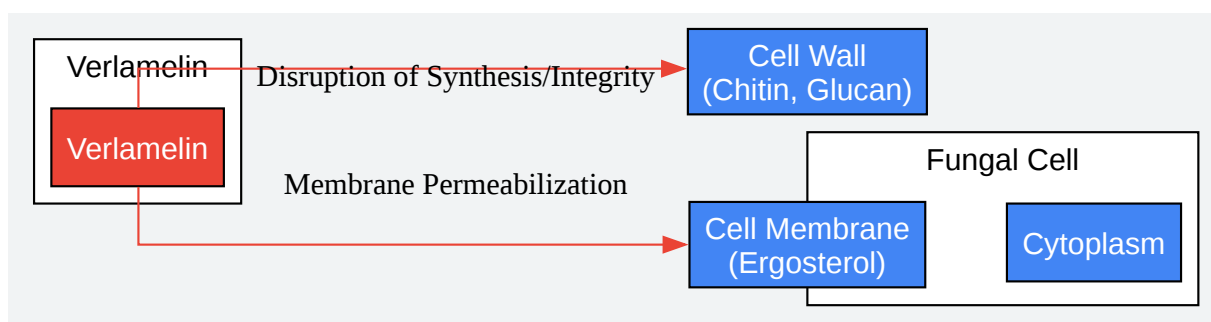 Verlamelin
Verlamelin
Disruption of Synthesis/Integrity
Cell Wall
(Chitin, Glucan)
Membrane Permeabilization
Fungal Cell
Cell Membrane
(Ergosterol)
Cytoplasm